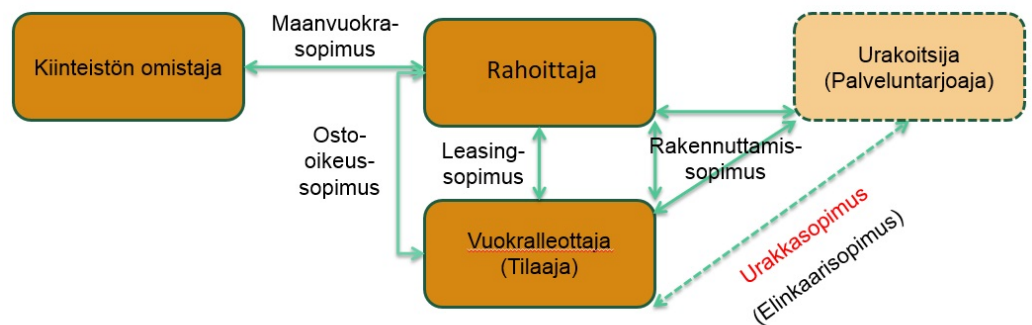 Maanvuokra-
sopimus
Kiinteistön omistaja
Rahoittaja
Urakoitsija
(Palveluntarjoaja)
Osto-
oikeus-
sopimus
Leasing-
sopimus
Rakennuttamis-
sopimus
Vuokralleottaja
(Tilaaja)
Urakkasopimus
(Elinkaarisopimus)